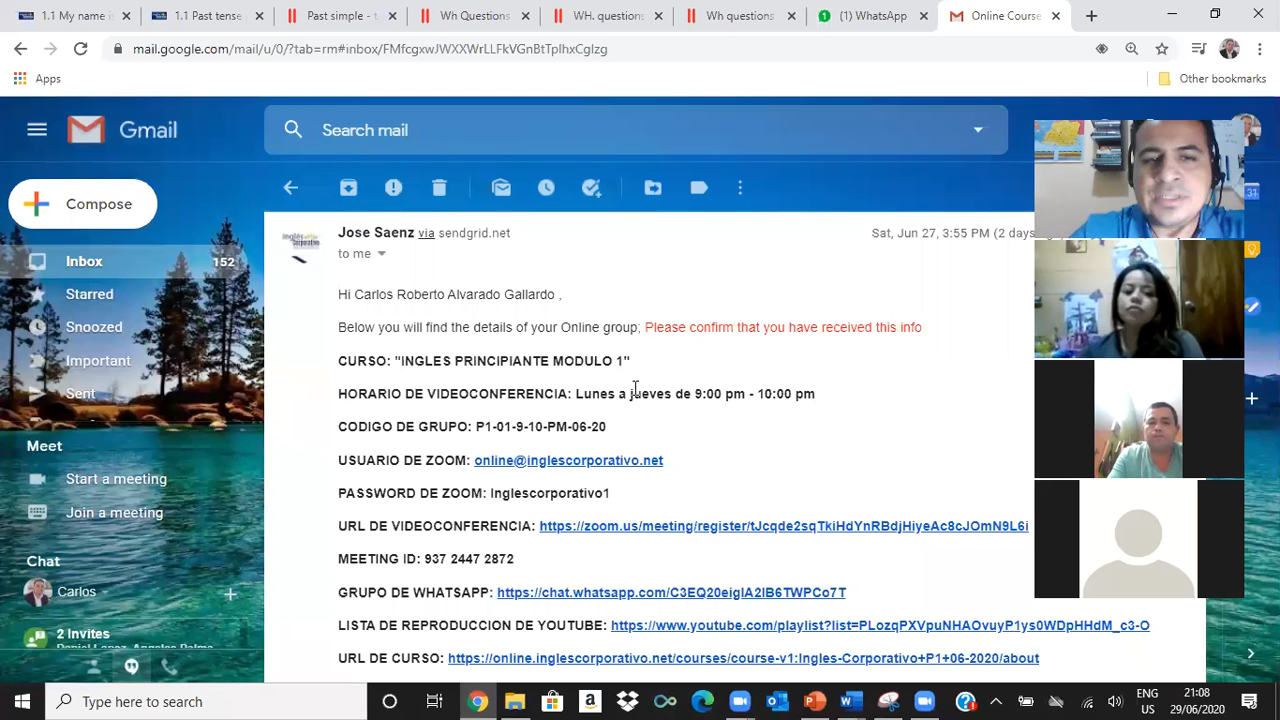 1.1 My name is
1.1 Past tense
Past.simple -
Wh Questions
WH. questions
Wh questions
(1) WhatsApp
Online Course
mail.google.com/mail/u/0/?tab=rm#inbox/FMfcgxwJWXXWrLLFkVGnBtTplhxCglzg
Apps
Other bookmarks
Gmail
Search mail
Compose
Inbox 152
Starred
Snoozed
Important
Sent
Meet
Start a meeting
Join a meeting
Chat
Carlos
2 Invites
Jose Saenz via sendgrid.net
Sat, Jun 27, 3:55 PM (2 days
to me
Hi Carlos Roberto Alvarado Gallardo ,
Below you will find the details of your Online group; Please confirm that you have received this info
CURSO: "INGLES PRINCIPIANTE MODULO 1"
HORARIO DE VIDEOCONFERENCIA: Lunes a jueves de 9:00 pm - 10:00 pm
CODIGO DE GRUPO: P1-01-9-10-PM-06-20
USUARIO DE ZOOM: online@inglescorporativo.net
PASSWORD DE ZOOM: Inglescorporativo1
URL DE VIDEOCONFERENCIA: https://zoom.us/meeting/register/tJcqde2sqTkiHdYnRBdjHiyeAc8cJOmN9L6i
MEETING ID: 937 2447 2872
GRUPO DE WHATSAPP: https://chat.whatsapp.com/C3EQ20eigIA2IB6TWPCo7T
LISTA DE REPRODUCCION DE YOUTUBE: https://www.youtube.com/playlist?list=PLozqPXVpuNHAOvuyP1ys0WDpHHdM_c3-O
URL DE CURSO: https://online.inglescorporativo.net/courses/course-v1:Ingles-Corporativo+P1+06-2020/about
31
Type here to search
ENG
US
21:08
29/06/2020